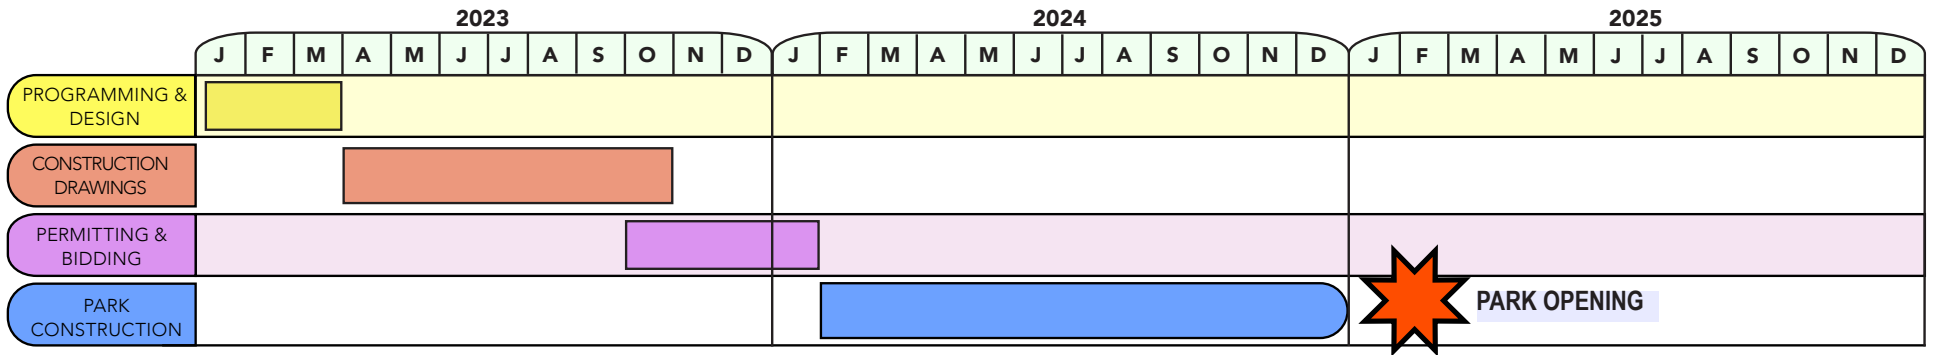 2023 2024 2025
J F M A M J J A S O N D J F M A M J J A S O N D J F M A M J J A S O N D
PROGRAMMING &
DESIGN
CONSTRUCTION
DRAWINGS
PERMITTING &
BIDDING
PARK
CONSTRUCTION
PARK OPENING